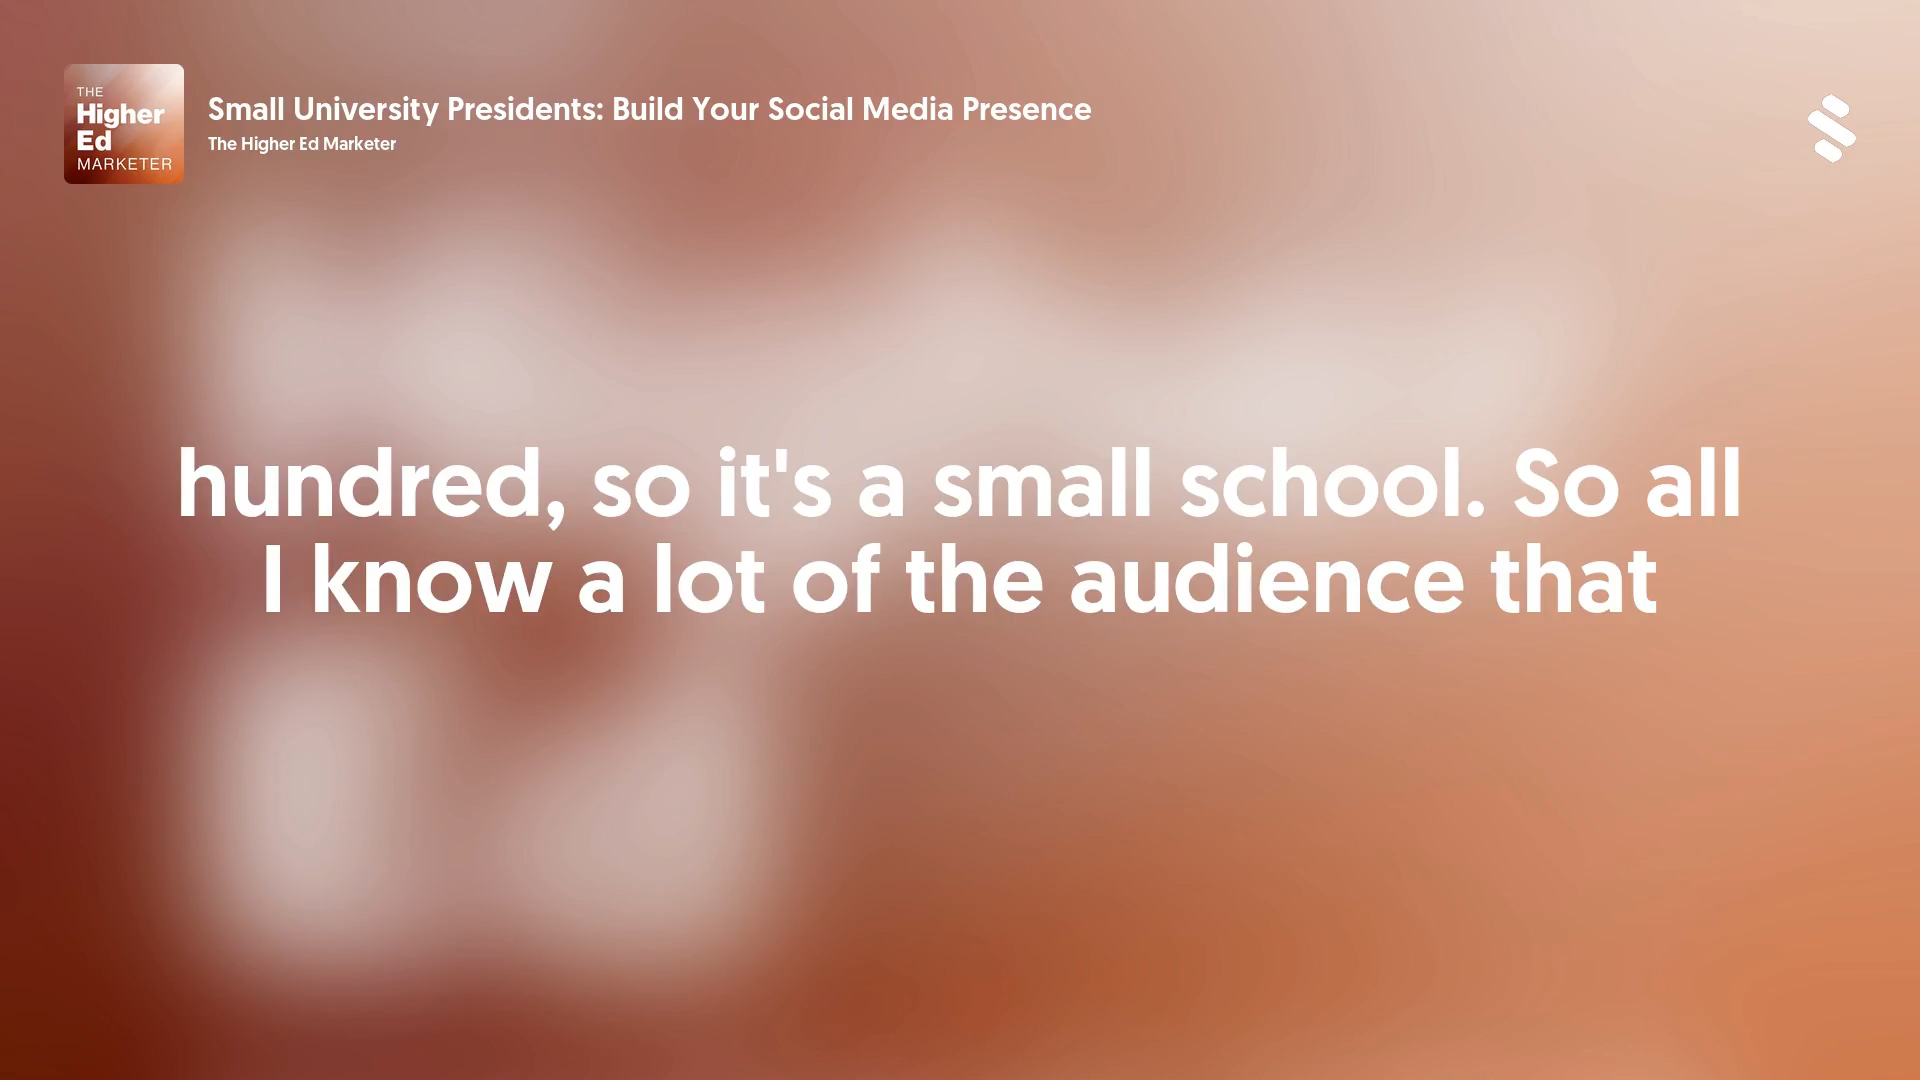 THE
Higher
Ed
MARKETER
Small University Presidents: Build Your Social Media Presence
The Higher Ed Marketer
hundred, so it's a small school. So all
I know a lot of the audience that